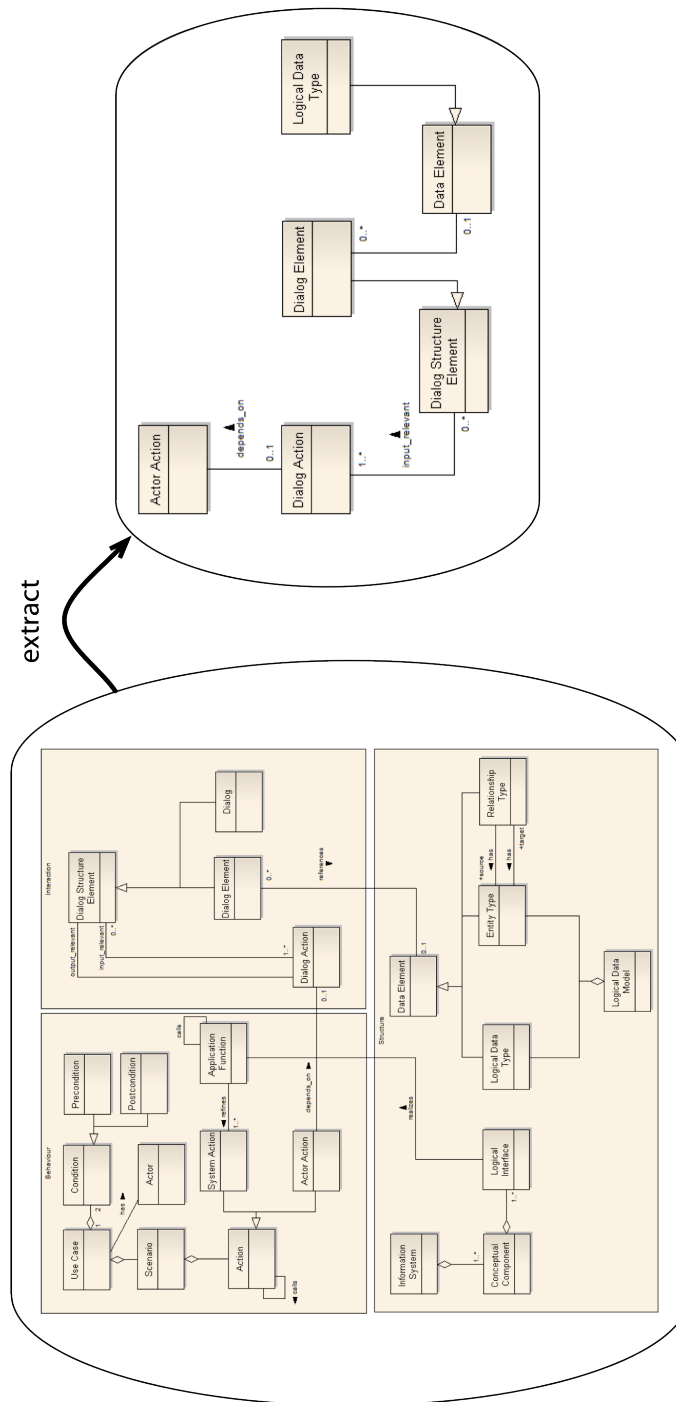 Behaviour
Use Case
1
2
Condition
Precondition
Postcondition
has
Actor
Scenario
Action
calls
System Action
refines
1..*
Application
Function
calls
Actor Action
depends_on
0..1
Interaction
Dialog Structure
Element
output_relevant
input_relevant
0..*
1..*
Dialog Action
Dialog Element
0..*
Dialog
references
Structure
Information
System
1..*
Conceptual
Component
1..*
Logical
Interface
realizes
Data Element
0..1
Logical Data
Type
Entity Type
+source
has
has
+target
Relationship
Type
Logical Data
Model
extract
Actor Action
depends_on
0..1
Dialog Action
1..*
input_relevant
0..*
Dialog Structure
Element
Dialog Element
0..*
0..1
Data Element
Logical Data
Type